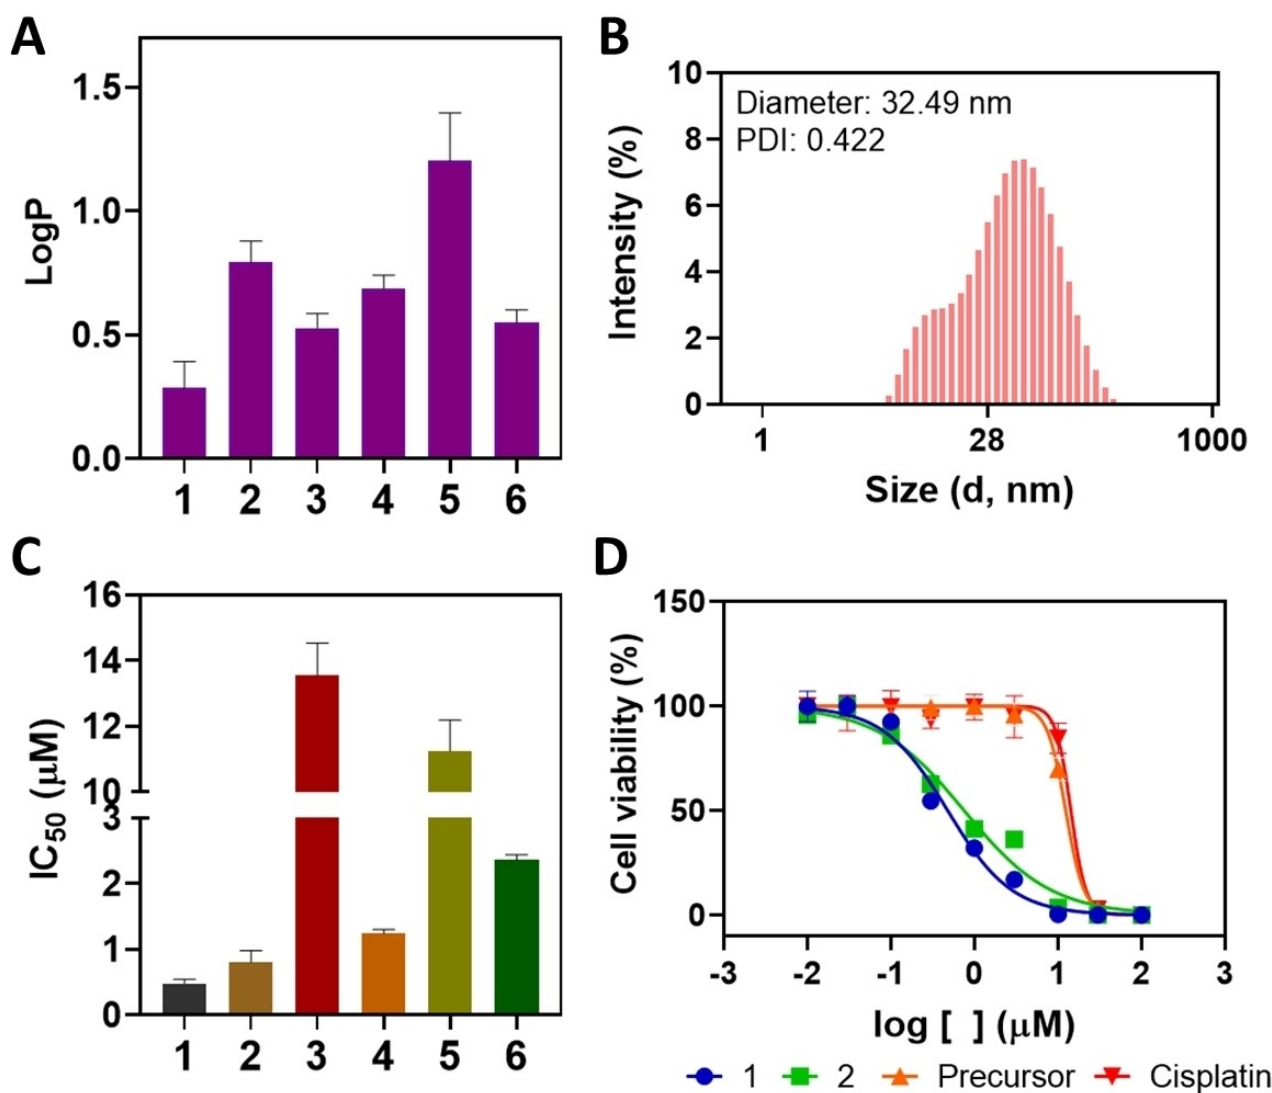 A
LogP
1.5
1.0
0.5
0.0
1 2 3 4 5 6
B
Intensity (%)
10
8
6
4
2
0
Diameter: 32.49 nm
PDI: 0.422
1 28 1000
Size (d, nm)
C
IC50 (μM)
16
14
12
10
3
2
1
0
1 2 3 4 5 6
D
Cell viability (%)
150
100
50
0
-3 -2 -1 0 1 2 3
log [ ] (μM)
1 2 Precursor Cisplatin